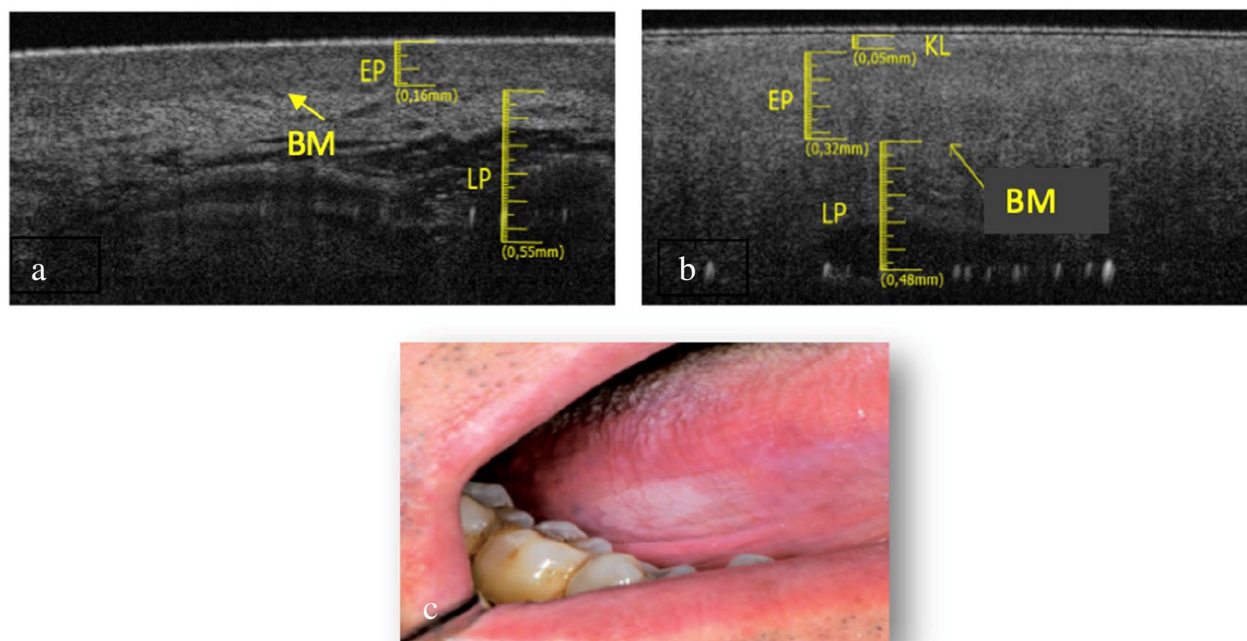 EP
(0,16mm)
BM
LP
(0,55mm)
a
KL
(0,05mm)
EP
(0,32mm)
BM
LP
(0,48mm)
b
c